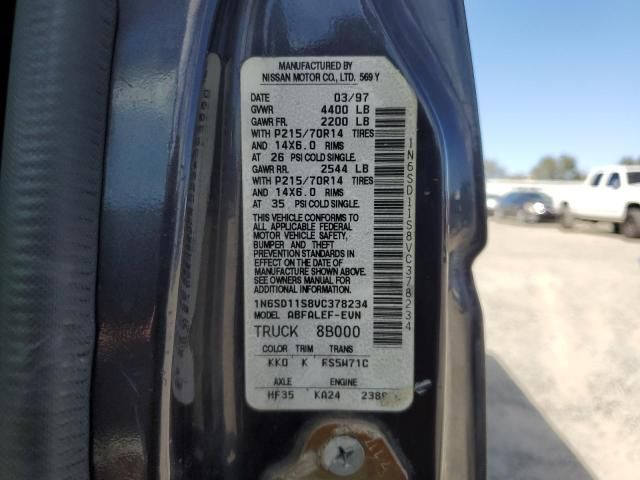 MANUFACTURED BY
NISSAN MOTOR CO., LTD. 569 Y
DATE 03/97
GVWR 4400 LB
GAWR FR. 2200 LB
WITH P215/70R14 TIRES
AND 14X6.0 RIMS
AT 26 PSI COLD SINGLE.
GAWR RR. 2544 LB
WITH P215/70R14 TIRES
AND 14X6.0 RIMS
AT 35 PSI COLD SINGLE.
THIS VEHICLE CONFORMS TO
ALL APPLICABLE FEDERAL
MOTOR VEHICLE SAFETY,
BUMPER AND THEFT
PREVENTION STANDARDS
IN EFFECT ON THE DATE OF
MANUFACTURE SHOWN ABOVE.
SEE OWNERS MANUAL FOR
ADDITIONAL INFORMATION.
1N6SD11S8VC378234
MODEL ABFALEF-EVN
TRUCK 8B000
COLOR TRIM TRANS
KK0 K FS5W71C
AXLE ENGINE
HF35 KA24
1N6SD11S8VC378234